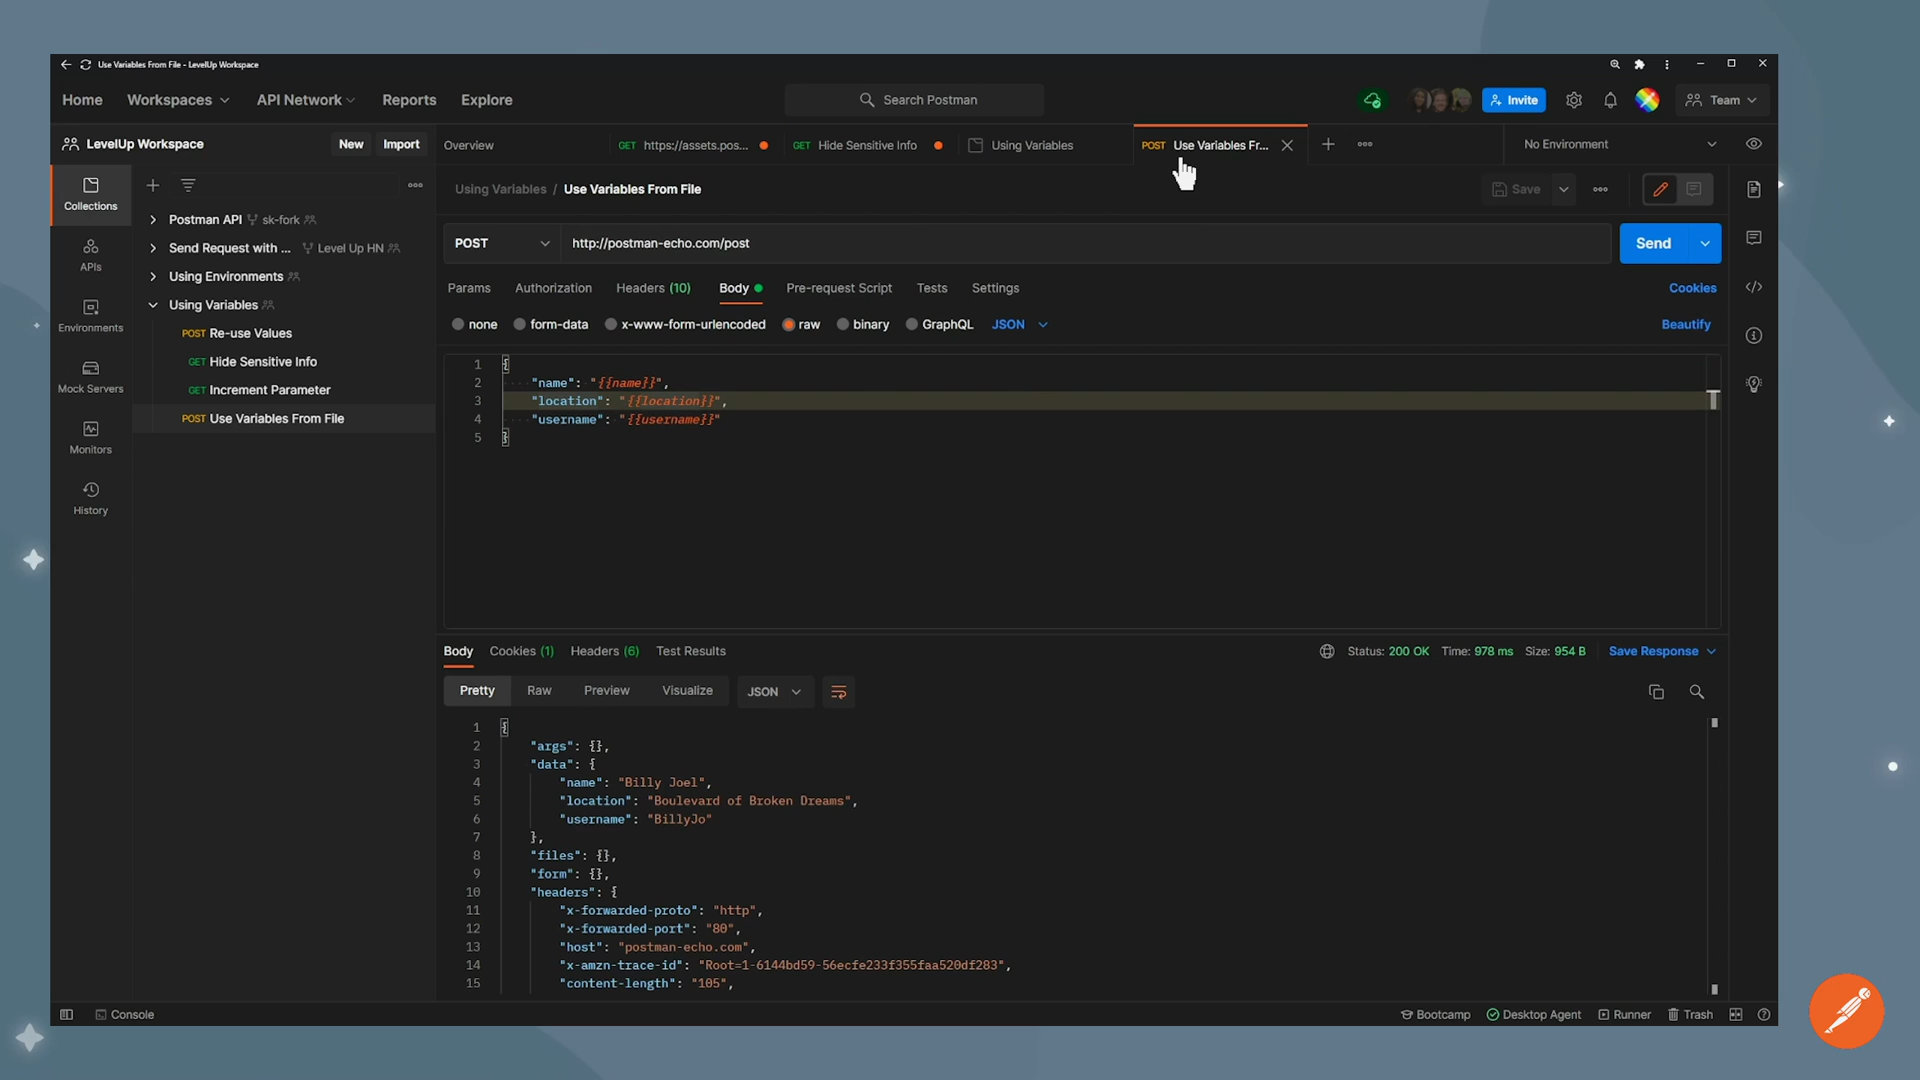 Use Variables From File - LevelUp Workspace
Home Workspaces API Network Reports Explore
Search Postman
Invite
Team
LevelUp Workspace
New
Import
Overview
GET https://assets.pos...
GET Hide Sensitive Info
Using Variables
POST Use Variables Fr...
No Environment
Collections
APIs
Environments
Mock Servers
Monitors
History
Postman API sk-fork
Send Request with ... Level Up HN
Using Environments
Using Variables
POST Re-use Values
GET Hide Sensitive Info
GET Increment Parameter
POST Use Variables From File
Using Variables / Use Variables From File
Save
POST http://postman-echo.com/post
Send
Params Authorization Headers (10) Body Pre-request Script Tests Settings
Cookies
none form-data x-www-form-urlencoded raw binary GraphQL JSON
Beautify
1 {
2 "name": "{{name}}",
3 "location": "{{location}}",
4 "username": "{{username}}"
5 }
Body Cookies (1) Headers (6) Test Results
Status: 200 OK Time: 978 ms Size: 954 B Save Response
Pretty Raw Preview Visualize JSON
1 {
2 "args": {},
3 "data": {
4 "name": "Billy Joel",
5 "location": "Boulevard of Broken Dreams",
6 "username": "BillyJo"
7 },
8 "files": {},
9 "form": {},
10 "headers": {
11 "x-forwarded-proto": "http",
12 "x-forwarded-port": "80",
13 "host": "postman-echo.com",
14 "x-amzn-trace-id": "Root=1-6144bd59-56ecfe233f355faa520df283",
15 "content-length": "105",
Console
Bootcamp Desktop Agent Runner Trash